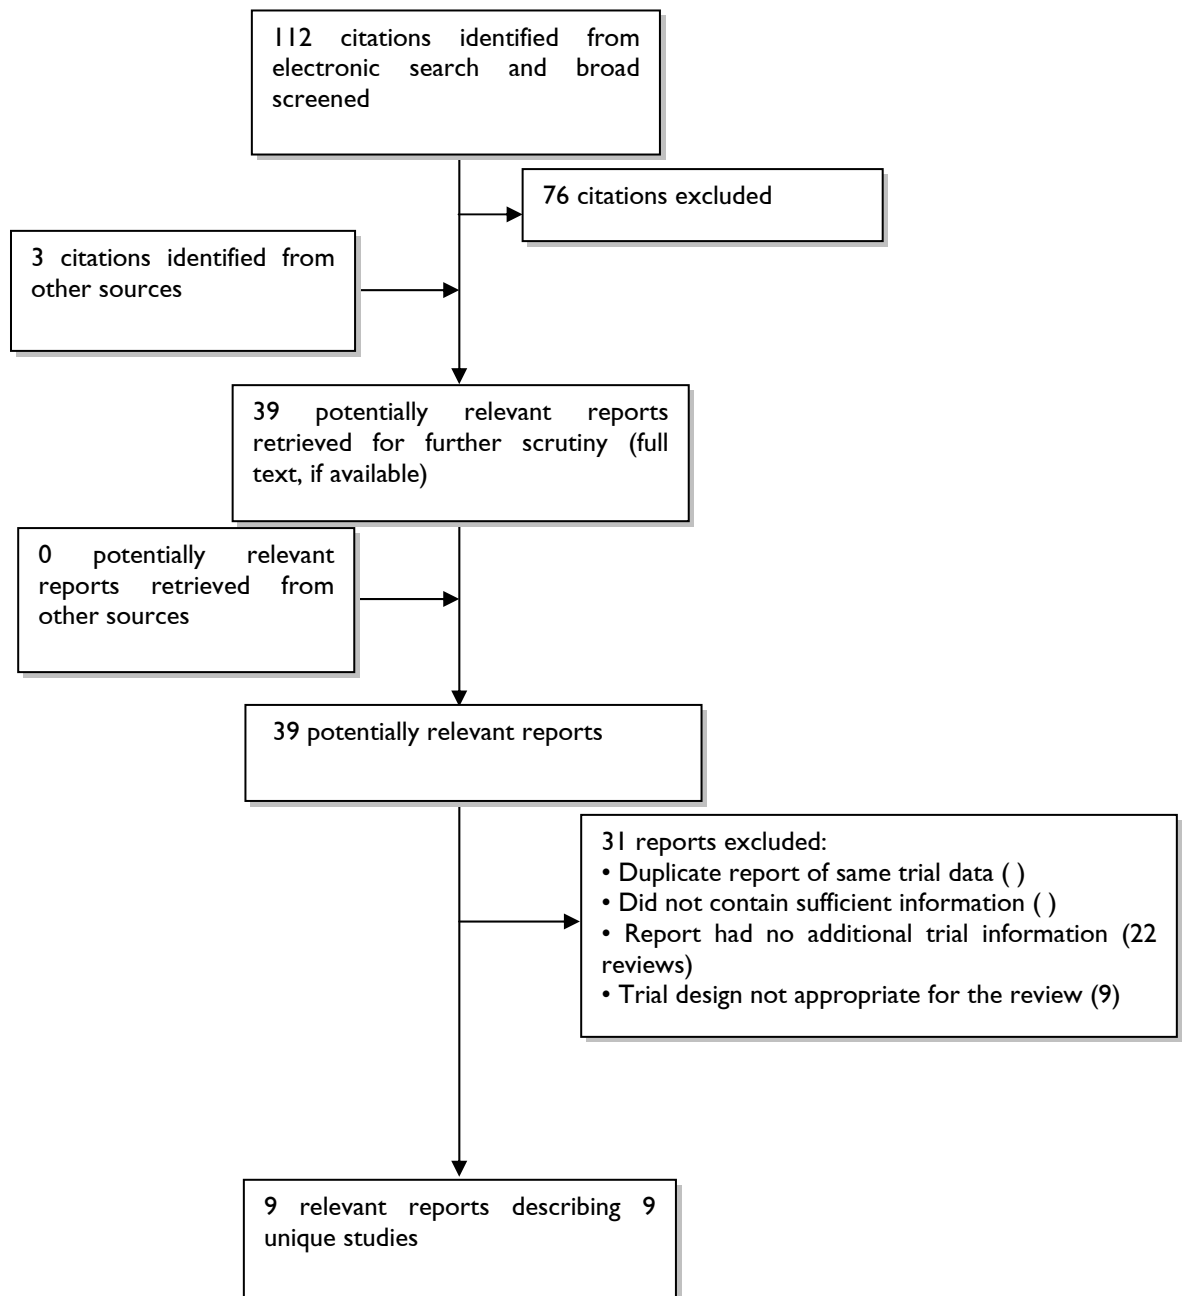 112 citations identified from
electronic search and broad
screened
76 citations excluded
3 citations identified from
other sources
39 potentially relevant reports
retrieved for further scrutiny (full
text, if available)
0 potentially relevant
reports retrieved from
other sources
39 potentially relevant reports
31 reports excluded:
• Duplicate report of same trial data ( )
• Did not contain sufficient information ( )
• Report had no additional trial information (22
reviews)
• Trial design not appropriate for the review (9)
9 relevant reports describing 9
unique studies